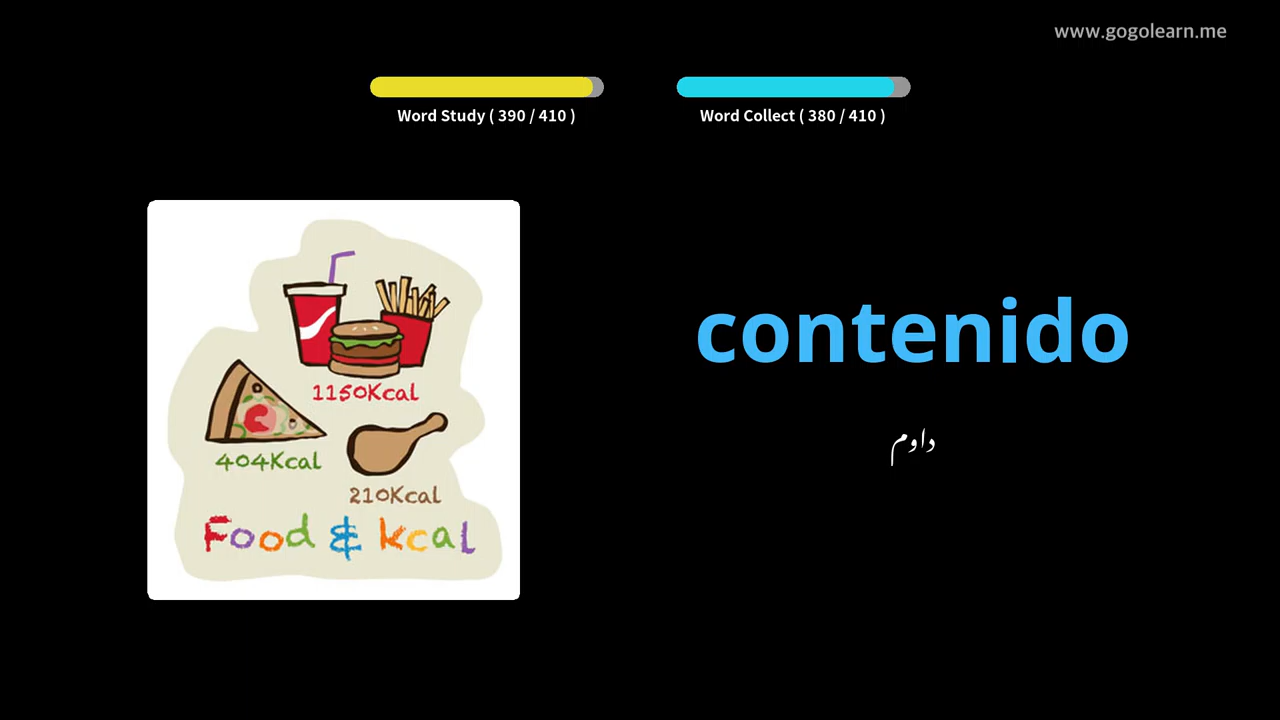 www.gogolearn.me
Word Study ( 390 / 410 )
Word Collect ( 380 / 410 )
contenido
داوم
1150Kcal
404Kcal
210Kcal
Food & kcal